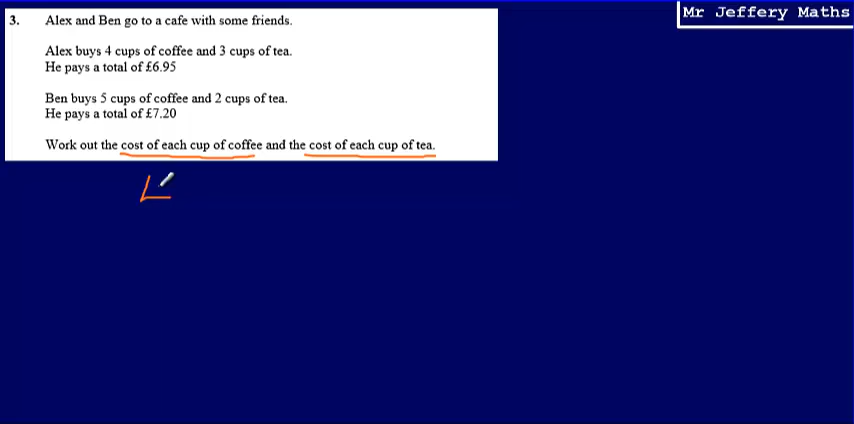 Mr Jeffery Maths
3. Alex and Ben go to a cafe with some friends.
Alex buys 4 cups of coffee and 3 cups of tea.
He pays a total of £6.95
Ben buys 5 cups of coffee and 2 cups of tea.
He pays a total of £7.20
Work out the cost of each cup of coffee and the cost of each cup of tea.